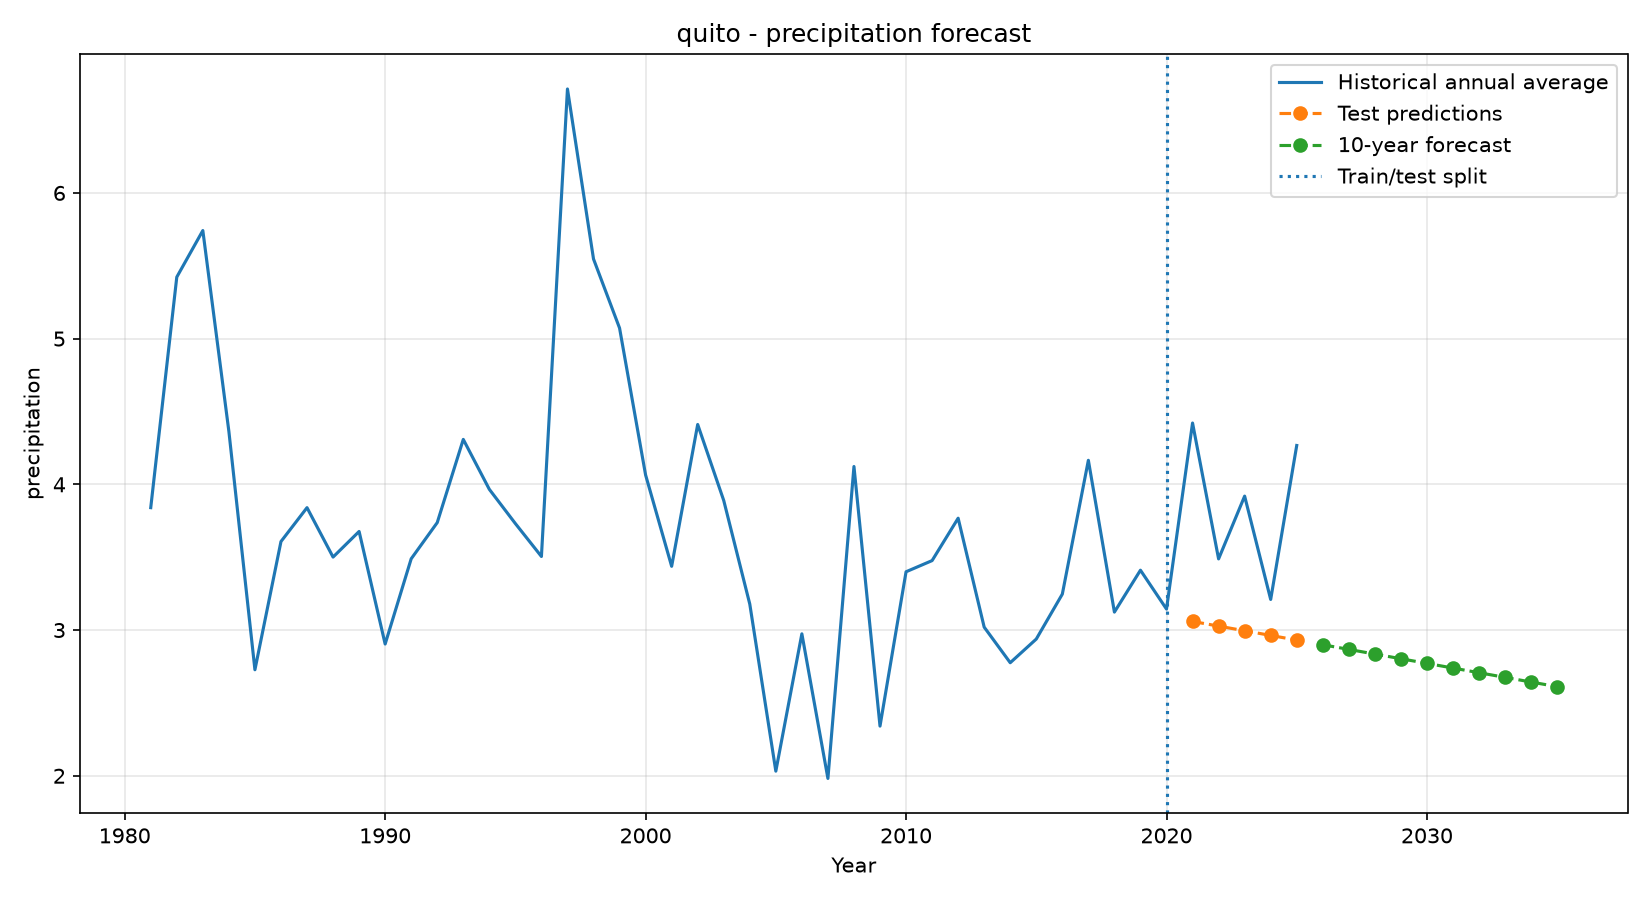 quito - precipitation forecast
Historical annual average
Test predictions
10-year forecast
Train/test split
precipitation
6
5
4
3
2
1980 1990 2000 2010 2020 2030
Year